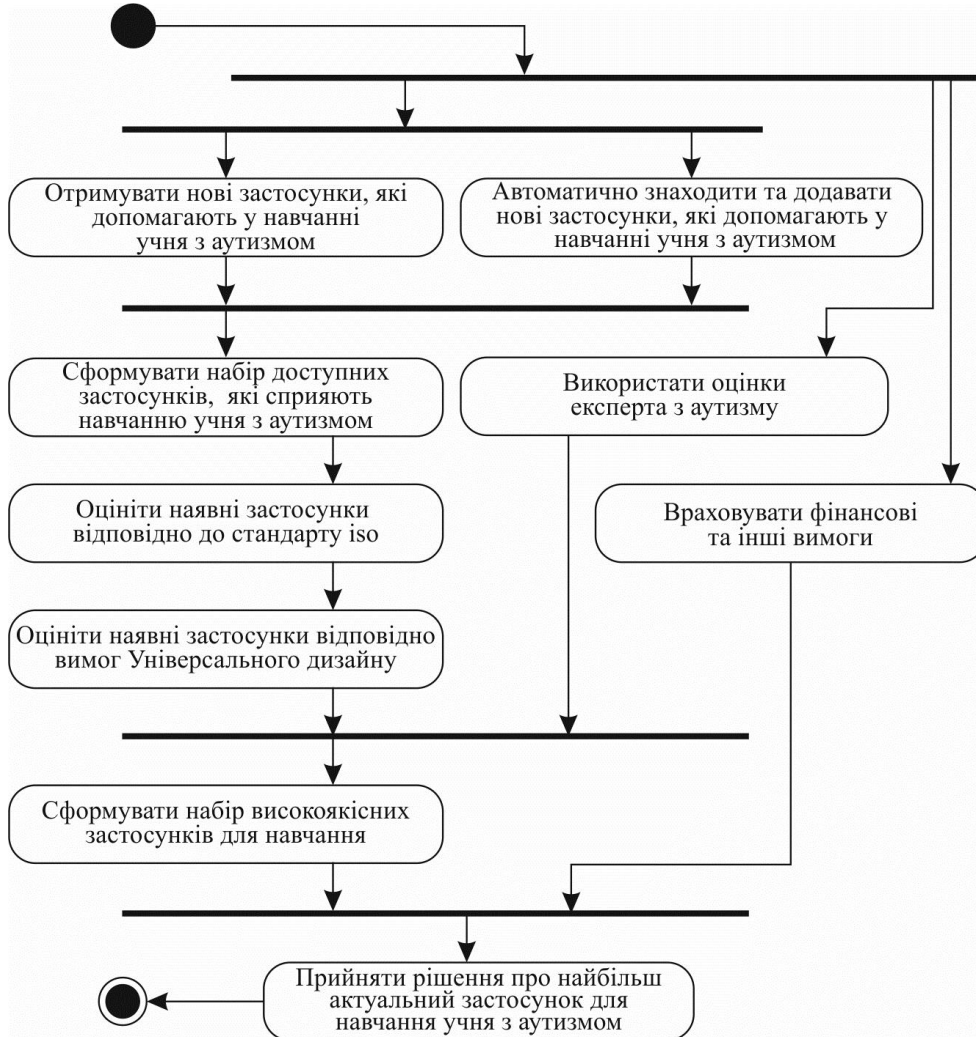 Отримувати нові застосунки, які
допомагають у навчанні
учня з аутизмом
Автоматично знаходити та додавати
нові застосунки, які допомагають у
навчанні учня з аутизмом
Сформувати набір доступних
застосунків, які сприяють
навчанню учня з аутизмом
Використати оцінки
експерта з аутизму
Оцініти наявні застосунки
відповідно до стандарту iso
Враховувати фінансові
та інші вимоги
Оцініти наявні застосунки відповідно
вимог Універсального дизайну
Сформувати набір високоякісних
застосунків для навчання
Прийняти рішення про найбільш
актуальний застосунок для
навчання учня з аутизмом